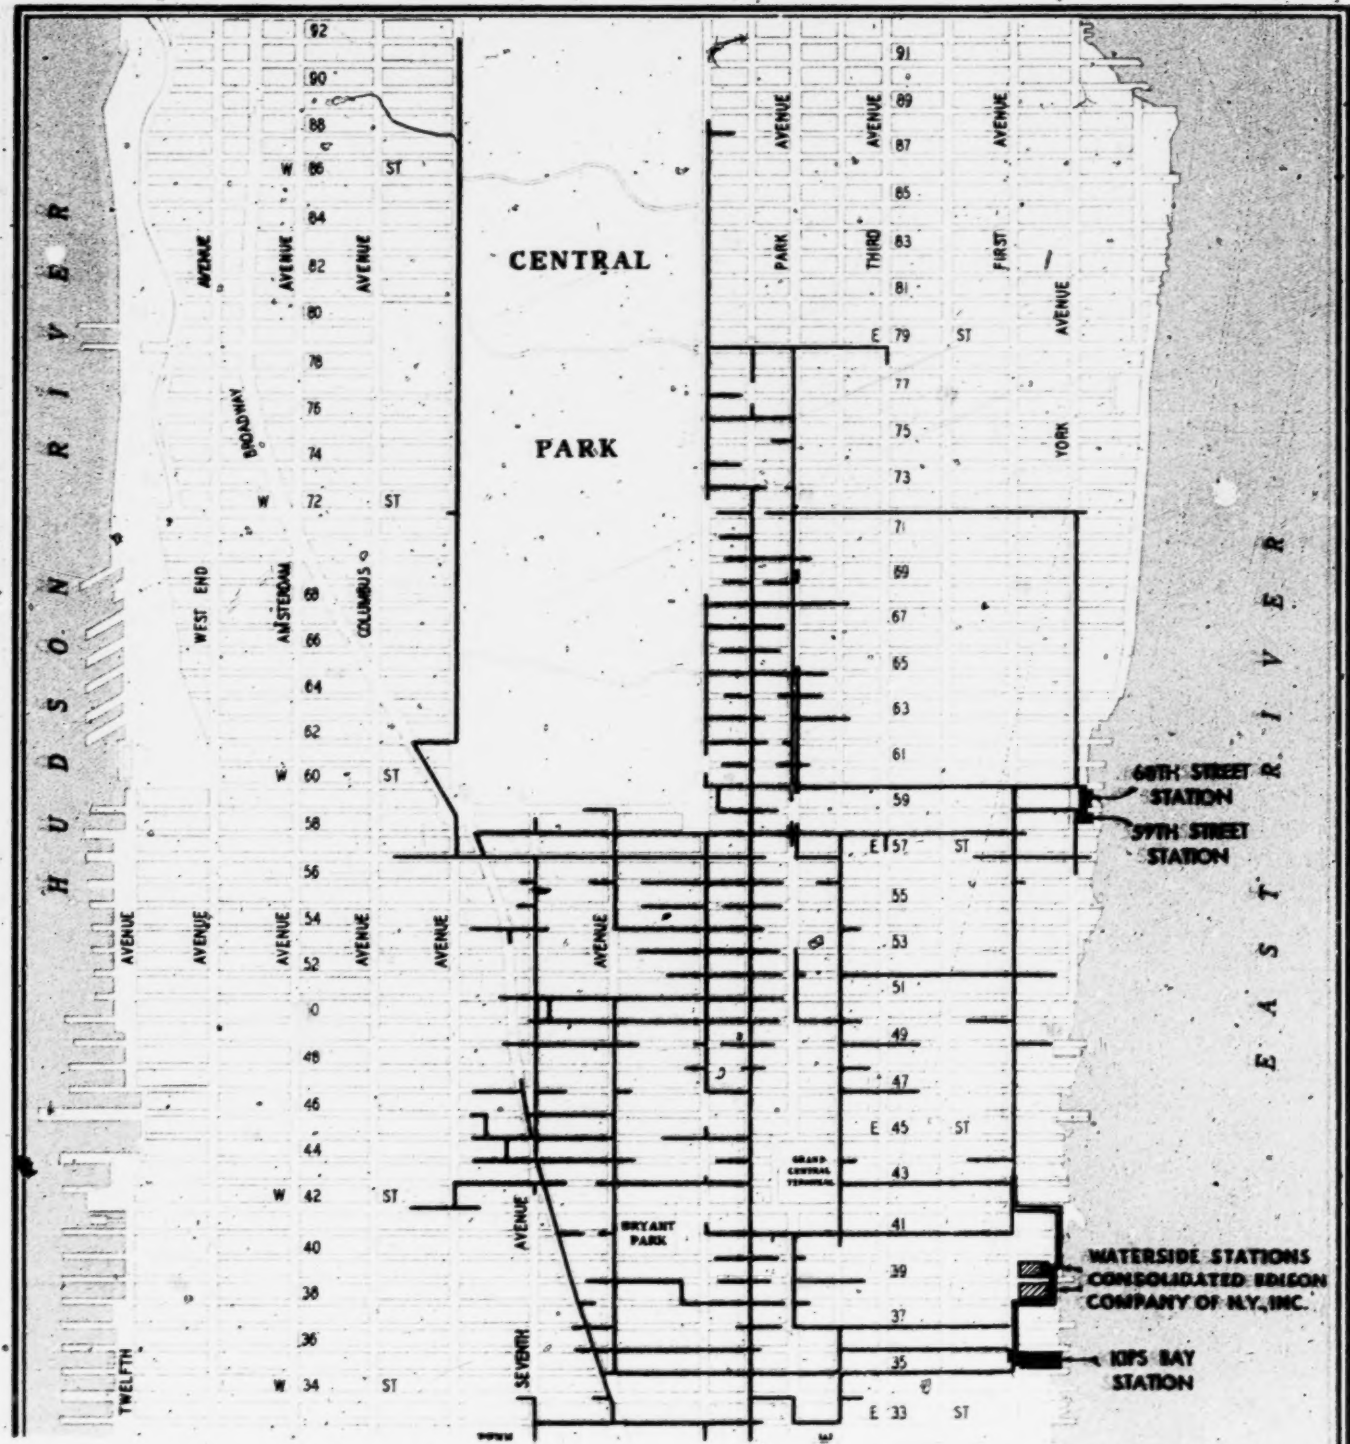 92
90
88
W 86 ST
84
82
80
78
76
74
W 72 ST
68
66
64
62
W 60 ST
58
56
54
52
48
46
44
W 42 ST
40
38
36
W 34 ST
HUDSON RIVER
AVENUE
AVENUE
AVENUE
BROADWAY
WEST END
AMSTERDAM
COLUMBUS
AVENUE
AVENUE
AVENUE
AVENUE
AVENUE
AVENUE
TWELFTH
SEVENTH
AVENUE
CENTRAL
PARK
BRYANT
PARK
GRAND
CENTRAL
TERMINAL
91
89
87
85
83
81
E 79 ST
77
75
73
71
69
67
65
63
61
59
E 57 ST
55
53
51
49
47
E 45 ST
43
41
39
37
35
E 33 ST
PARK AVENUE
THIRD AVENUE
FIRST AVENUE
YORK AVENUE
EAST RIVER
60TH STREET
STATION
59TH STREET
STATION
WATERSIDE STATIONS
CONSOLIDATED EDISON
COMPANY OF N.Y., INC.
KIPS BAY
STATION